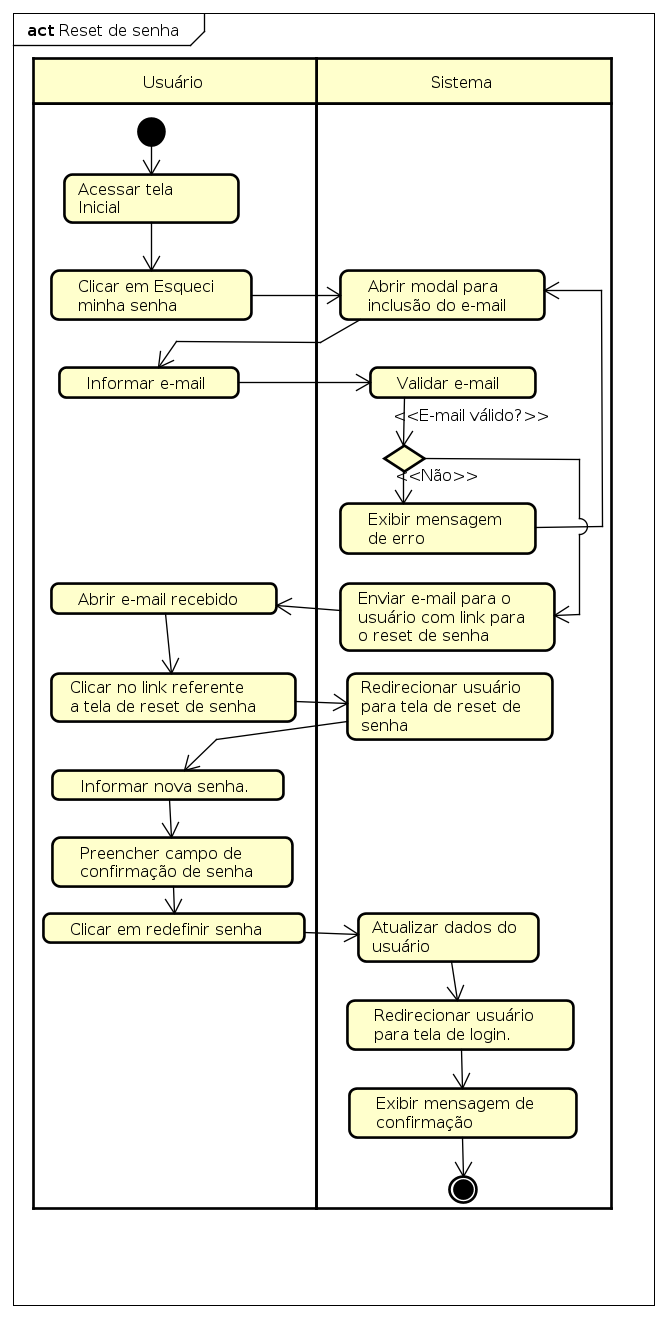 act Reset de senha
Usuário
Sistema
Acessar tela
Inicial
Clicar em Esqueci
minha senha
Abrir modal para
inclusão do e-mail
Informar e-mail
Validar e-mail
<<E-mail válido?>>
<<Não>>
Exibir mensagem
de erro
Abrir e-mail recebido
Enviar e-mail para o
usuário com link para
o reset de senha
Clicar no link referente
a tela de reset de senha
Redirecionar usuário
para tela de reset de
senha
Informar nova senha.
Preencher campo de
confirmação de senha
Clicar em redefinir senha
Atualizar dados do
usuário
Redirecionar usuário
para tela de login.
Exibir mensagem de
confirmação